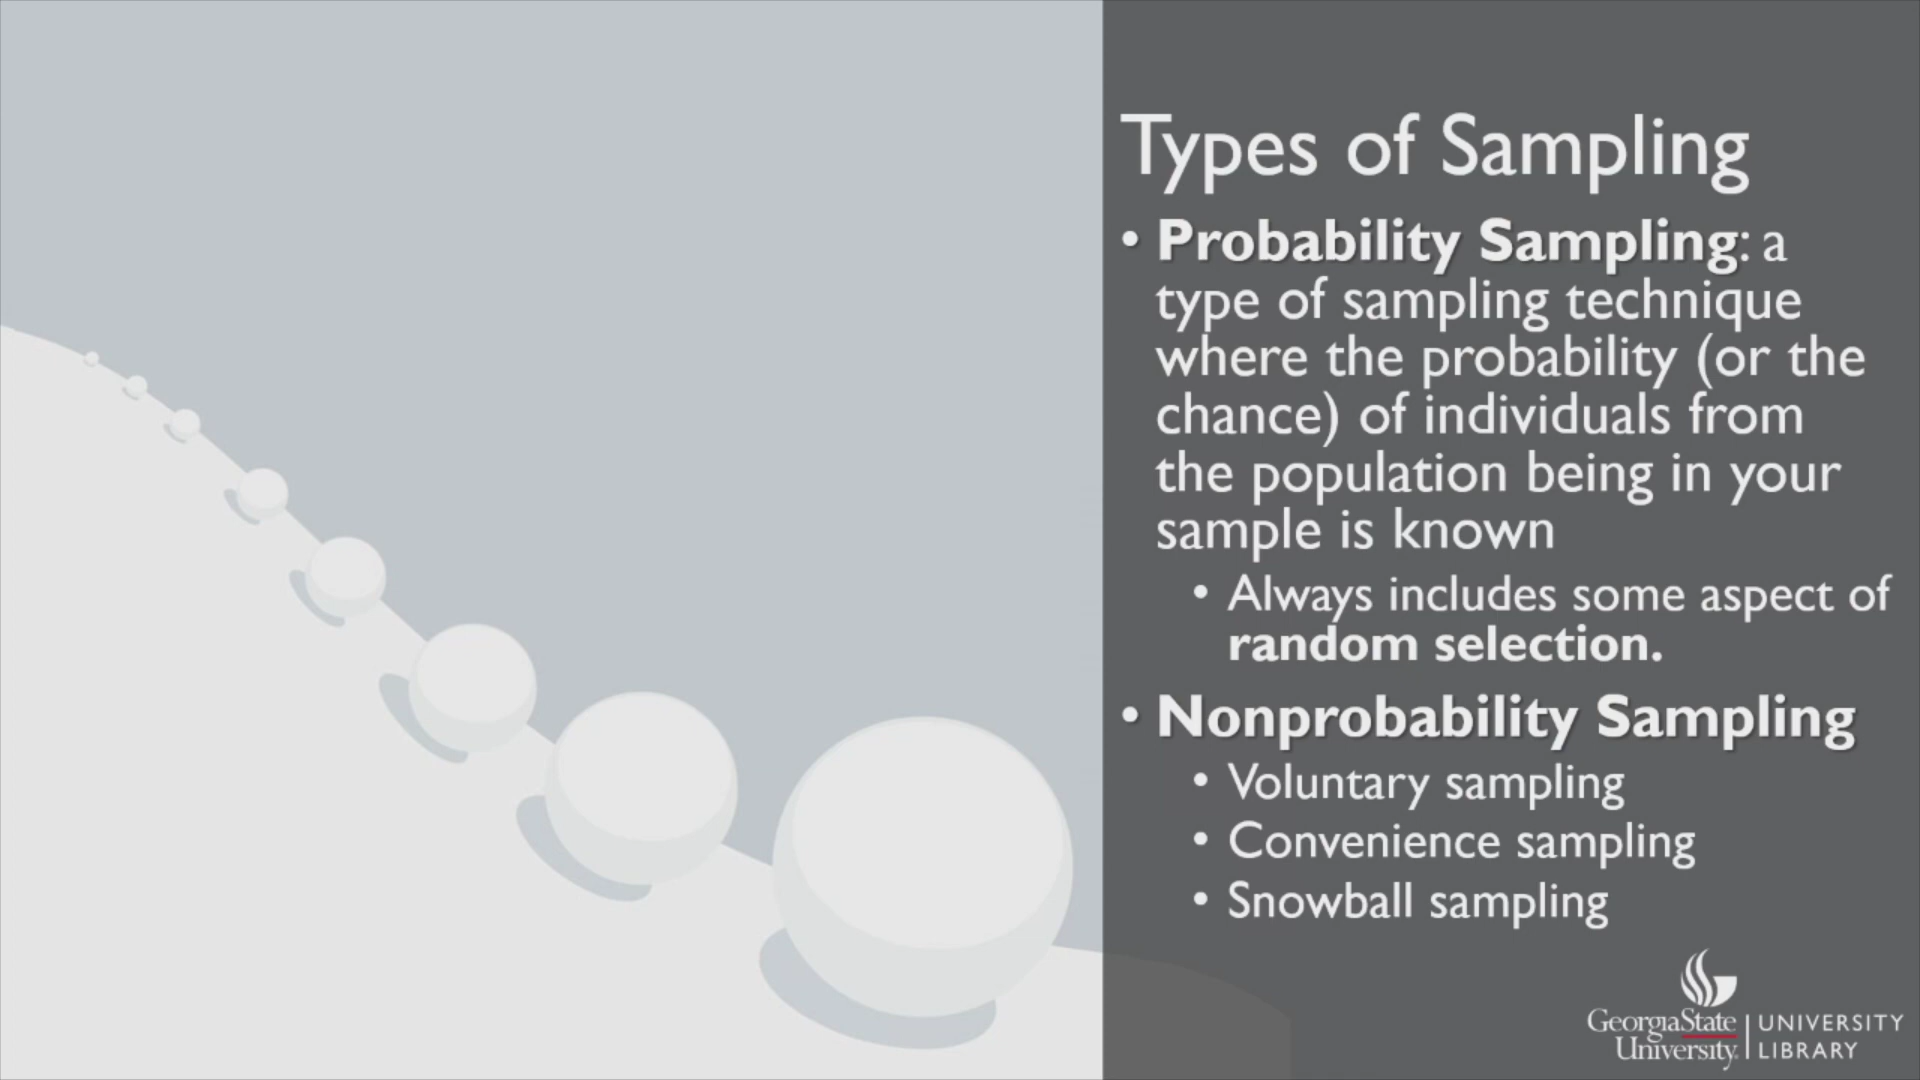 Types of Sampling
• Probability Sampling: a
type of sampling technique
where the probability (or the
chance) of individuals from
the population being in your
sample is known
• Always includes some aspect of
random selection.
• Nonprobability Sampling
• Voluntary sampling
• Convenience sampling
• Snowball sampling
GeorgiaState
University
UNIVERSITY
LIBRARY